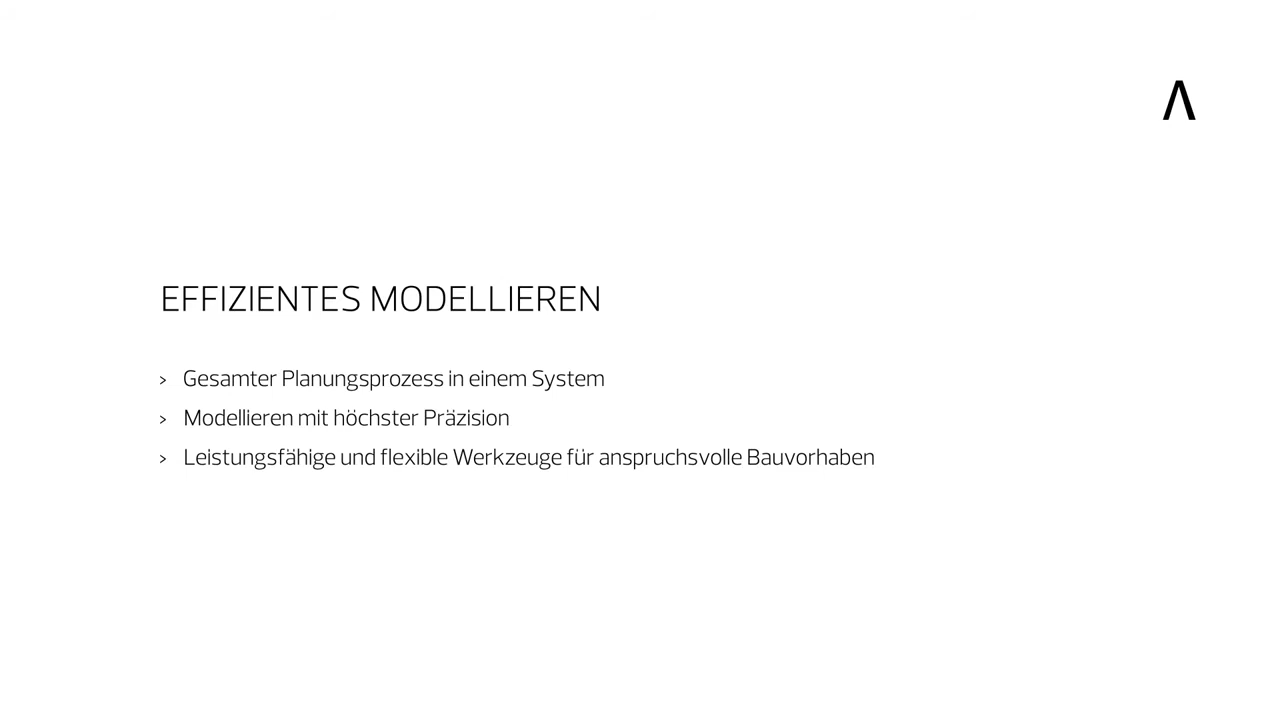 Λ
EFFIZIENTES MODELLIEREN
> Gesamter Planungsprozess in einem System
> Modellieren mit höchster Präzision
> Leistungsfähige und flexible Werkzeuge für anspruchsvolle Bauvorhaben